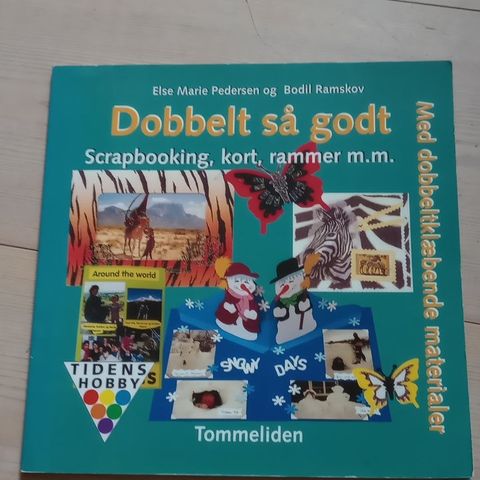 Else Marie Pedersen og Bodil Ramskov
Dobbelt så godt
Scrapbooking, kort, rammer m.m.
Med dobbeltklæbende materialer
Around the world
SNOWY DAYS
TIDENS
HOBBY
Tommeliden